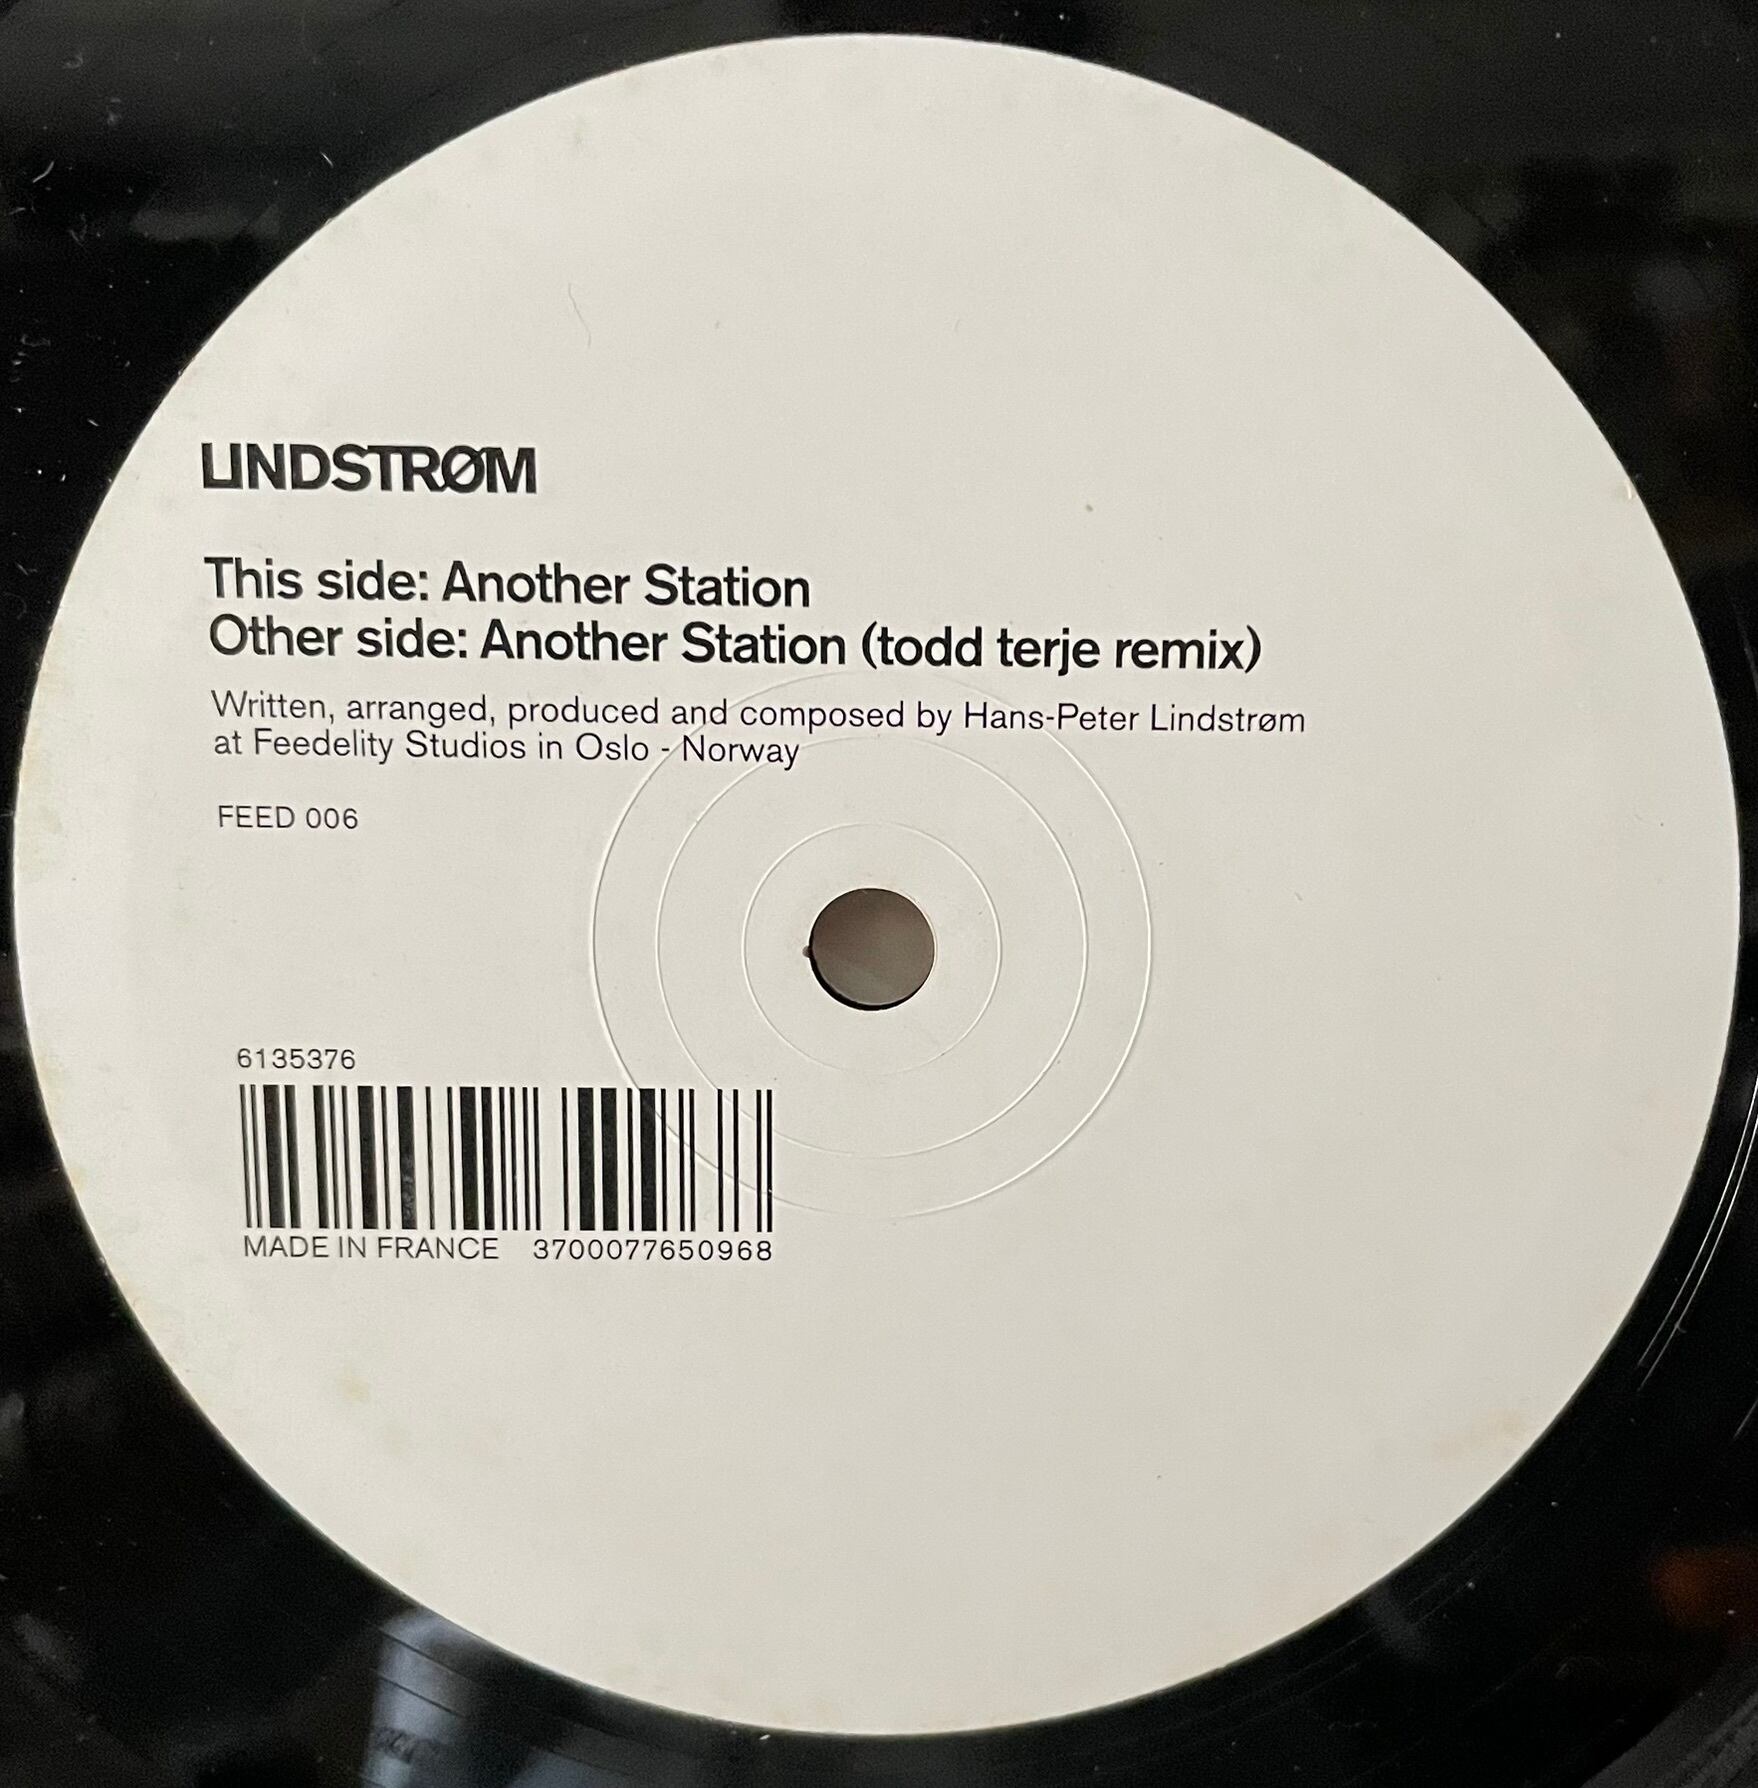 LINDSTRØM
This side: Another Station
Other side: Another Station (todd terje remix)
Written, arranged, produced and composed by Hans-Peter Lindstrøm
at Feedelity Studios in Oslo - Norway
FEED 006
6135376
MADE IN FRANCE 3700077650968